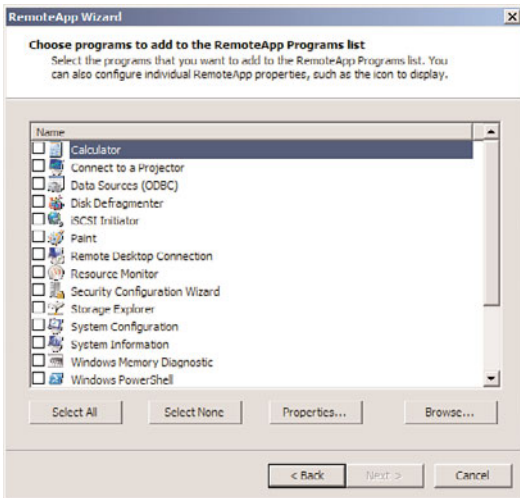 RemoteApp Wizard
Choose programs to add to the RemoteApp Programs list
Select the programs that you want to add to the RemoteApp Programs list. You
can also configure individual RemoteApp properties, such as the icon to display.
Name
Calculator
Connect to a Projector
Data Sources (ODBC)
Disk Defragmenter
iSCSI Initiator
Paint
Remote Desktop Connection
Resource Monitor
Security Configuration Wizard
Storage Explorer
System Configuration
System Information
Windows Memory Diagnostic
Windows PowerShell
Select All
Select None
Properties...
Browse...
< Back
Next >
Cancel